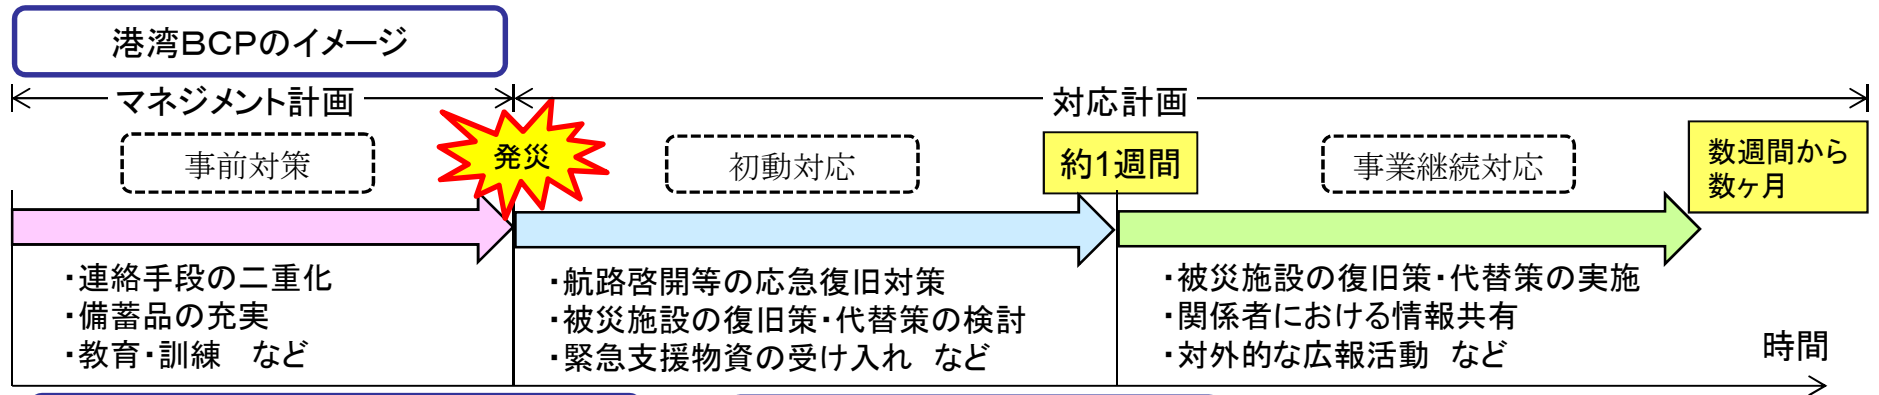 港湾BCPのイメージ
マネジメント計画
対応計画
事前対策
発災
初動対応
約1週間
事業継続対応
数週間から
数ヶ月
・連絡手段の二重化
・備蓄品の充実
・教育・訓練　など
・航路啓開等の応急復旧対策
・被災施設の復旧策・代替策の検討
・緊急支援物資の受け入れ　など
・被災施設の復旧策・代替策の実施
・関係者における情報共有
・対外的な広報活動　など
時間